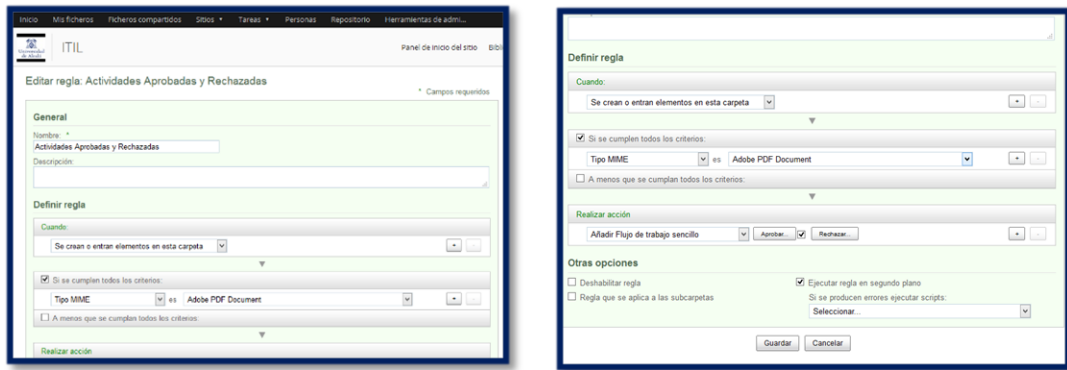 Inicio Mis ficheros Ficheros compartidos Sitios Tareas Personas Repositorio Herramientas de admi...
Universidad de Alcalá
ITIL
Panel de inicio del sitio Bibli
Editar regla: Actividades Aprobadas y Rechazadas
* Campos requeridos
General
Nombre: *
Actividades Aprobadas y Rechazadas
Descripción:
Definir regla
Cuando:
Se crean o entran elementos en esta carpeta + -
Si se cumplen todos los criterios:
Tipo MIME es Adobe PDF Document + -
A menos que se cumplan todos los criterios:
Realizar acción
Definir regla
Cuando:
Se crean o entran elementos en esta carpeta + -
Si se cumplen todos los criterios:
Tipo MIME es Adobe PDF Document + -
A menos que se cumplan todos los criterios:
Realizar acción
Añadir Flujo de trabajo sencillo Aprobar... Rechazar... + -
Otras opciones
Deshabilitar regla Ejecutar regla en segundo plano
Regla que se aplica a las subcarpetas Si se producen errores ejecutar scripts:
Seleccionar...
Guardar Cancelar